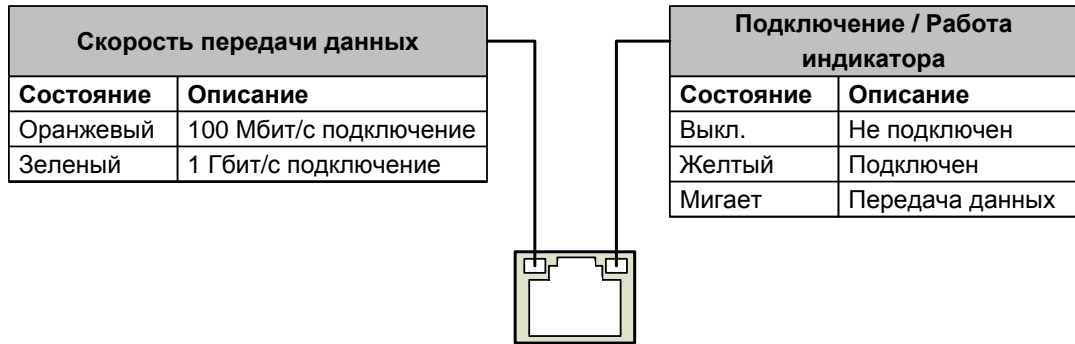 Скорость передачи данных
Состояние Описание
Оранжевый 100 Мбит/с подключение
Зеленый 1 Гбит/с подключение
Подключение / Работа
индикатора
Состояние Описание
Выкл. Не подключен
Желтый Подключен
Мигает Передача данных